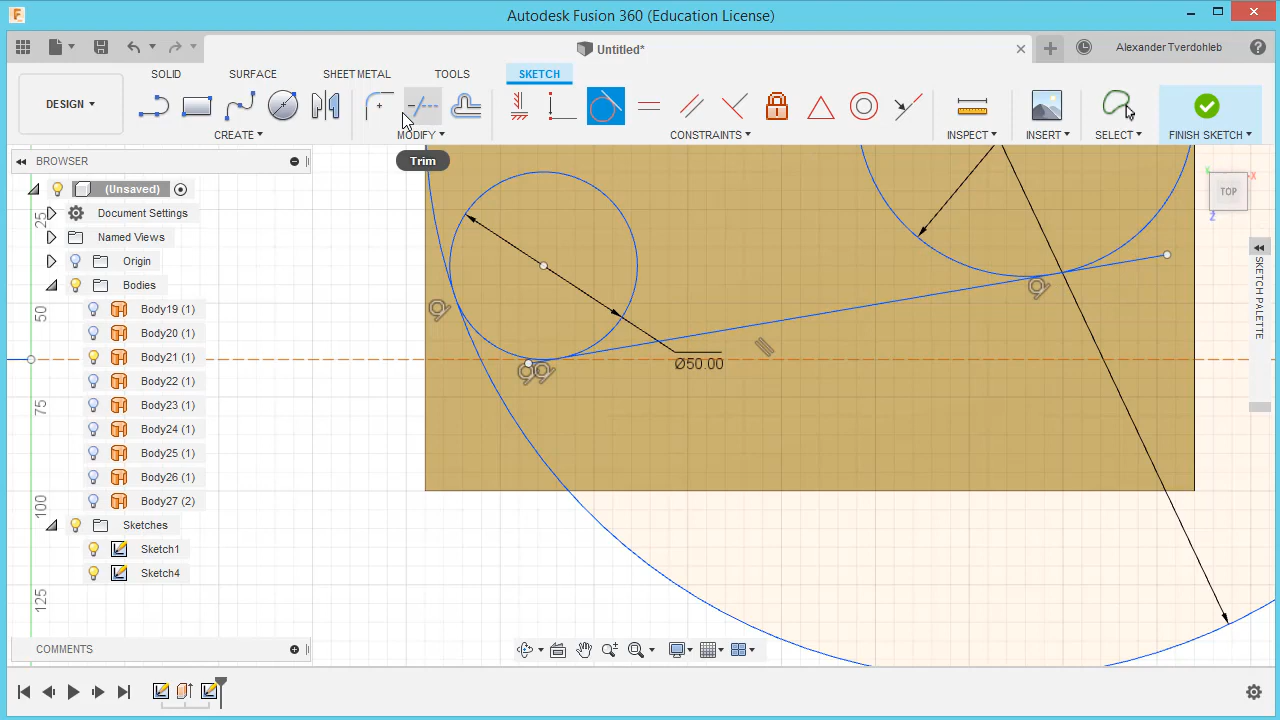 F
Autodesk Fusion 360 (Education License)
Untitled*
Alexander Tverdohleb
DESIGN
SOLID
SURFACE
SHEET METAL
TOOLS
SKETCH
CREATE
MODIFY
CONSTRAINTS
INSPECT
INSERT
SELECT
FINISH SKETCH
Trim
BROWSER
(Unsaved)
Document Settings
Named Views
Origin
Bodies
Body19 (1)
Body20 (1)
Body21 (1)
Body22 (1)
Body23 (1)
Body24 (1)
Body25 (1)
Body26 (1)
Body27 (2)
Sketches
Sketch1
Sketch4
COMMENTS
25
50
75
100
125
Ø50.00
TOP
X
Y
Z
SKETCH PALETTE